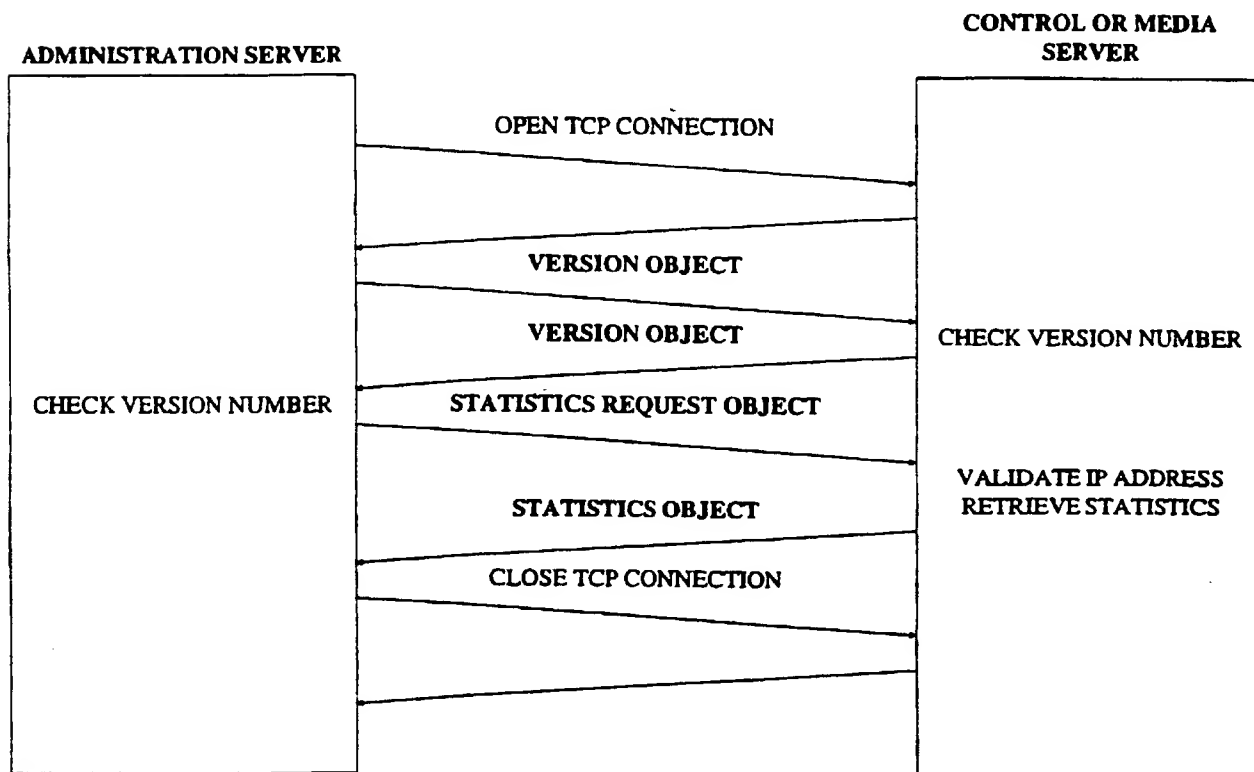 CONTROL OR MEDIA
SERVER
ADMINISTRATION SERVER
OPEN TCP CONNECTION
VERSION OBJECT
VERSION OBJECT
CHECK VERSION NUMBER
CHECK VERSION NUMBER
STATISTICS REQUEST OBJECT
VALIDATE IP ADDRESS
RETRIEVE STATISTICS
STATISTICS OBJECT
CLOSE TCP CONNECTION